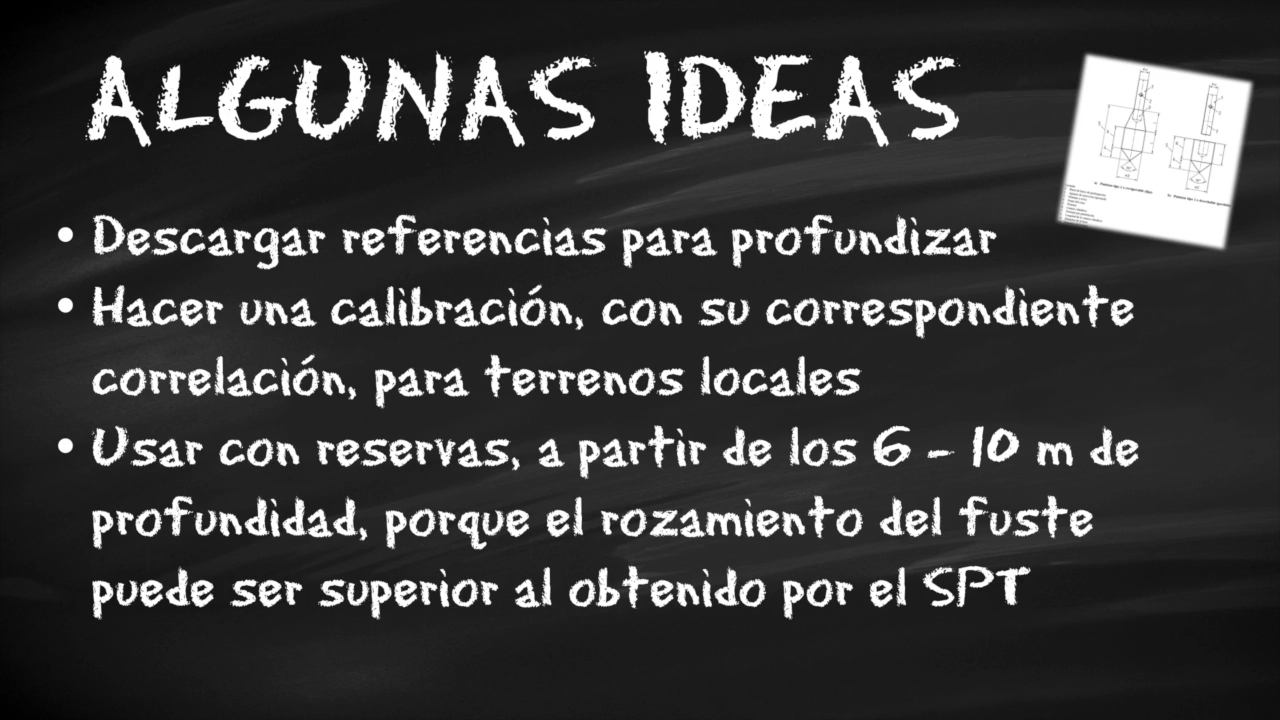 ALGUNAS IDEAS
• Descargar referencias para profundizar
• Hacer una calibración, con su correspondiente
correlación, para terrenos locales
• Usar con reservas, a partir de los 6 - 10 m de
profundidad, porque el rozamiento del fuste
puede ser superior al obtenido por el SPT